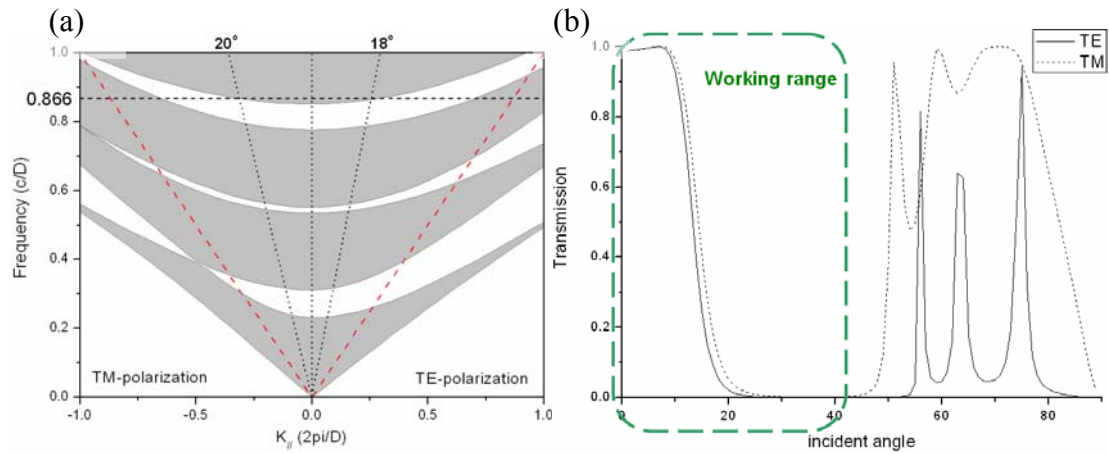 (a)
20° 18°
1.0
0.866
0.8
0.6
0.4
0.2
0.0
Frequency (c/D)
TM-polarization TE-polarization
-1.0 -0.5 0.0 0.5 1.0
K// (2pi/D)
(b)
TE
TM
Working range
1.0
0.8
0.6
0.4
0.2
0.0
Transmission
0 20 40 60 80
incident angle